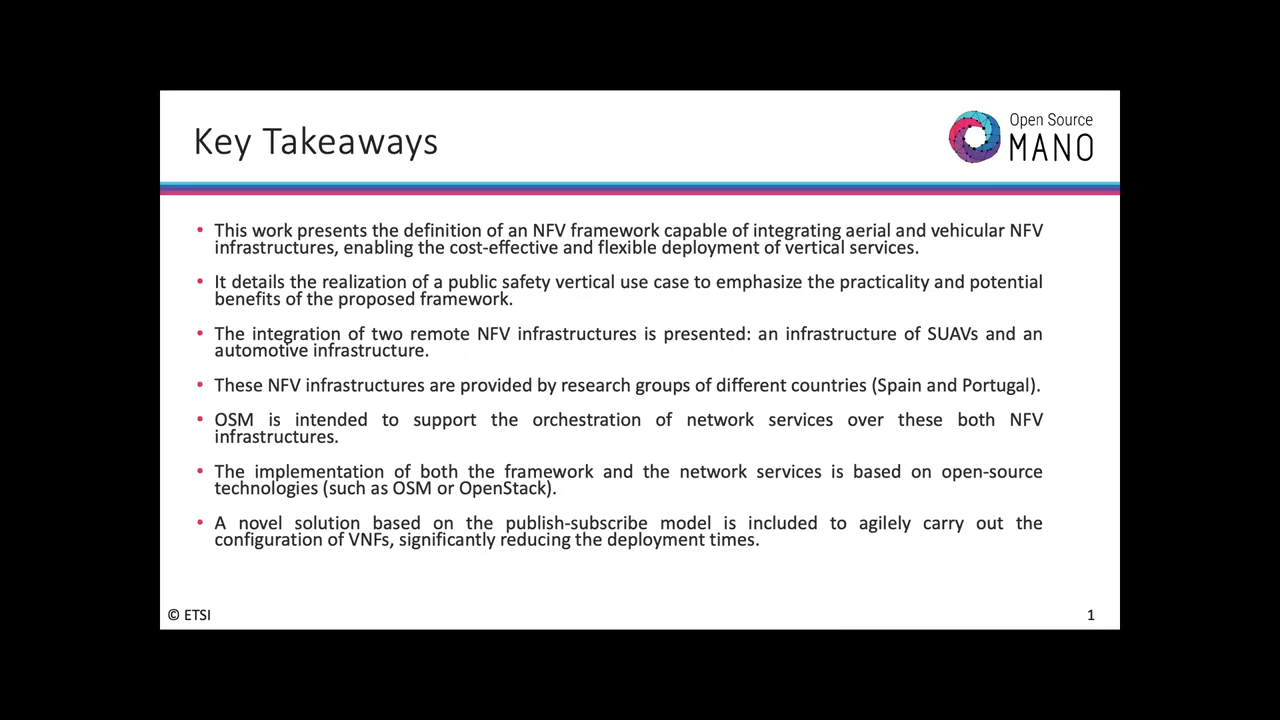 Key Takeaways
Open Source
MANO
• This work presents the definition of an NFV framework capable of integrating aerial and vehicular NFV
infrastructures, enabling the cost-effective and flexible deployment of vertical services.
• It details the realization of a public safety vertical use case to emphasize the practicality and potential
benefits of the proposed framework.
• The integration of two remote NFV infrastructures is presented: an infrastructure of SUAVs and an
automotive infrastructure.
• These NFV infrastructures are provided by research groups of different countries (Spain and Portugal).
• OSM is intended to support the orchestration of network services over these both NFV
infrastructures.
• The implementation of both the framework and the network services is based on open-source
technologies (such as OSM or OpenStack).
• A novel solution based on the publish-subscribe model is included to agilely carry out the
configuration of VNFs, significantly reducing the deployment times.
© ETSI
1